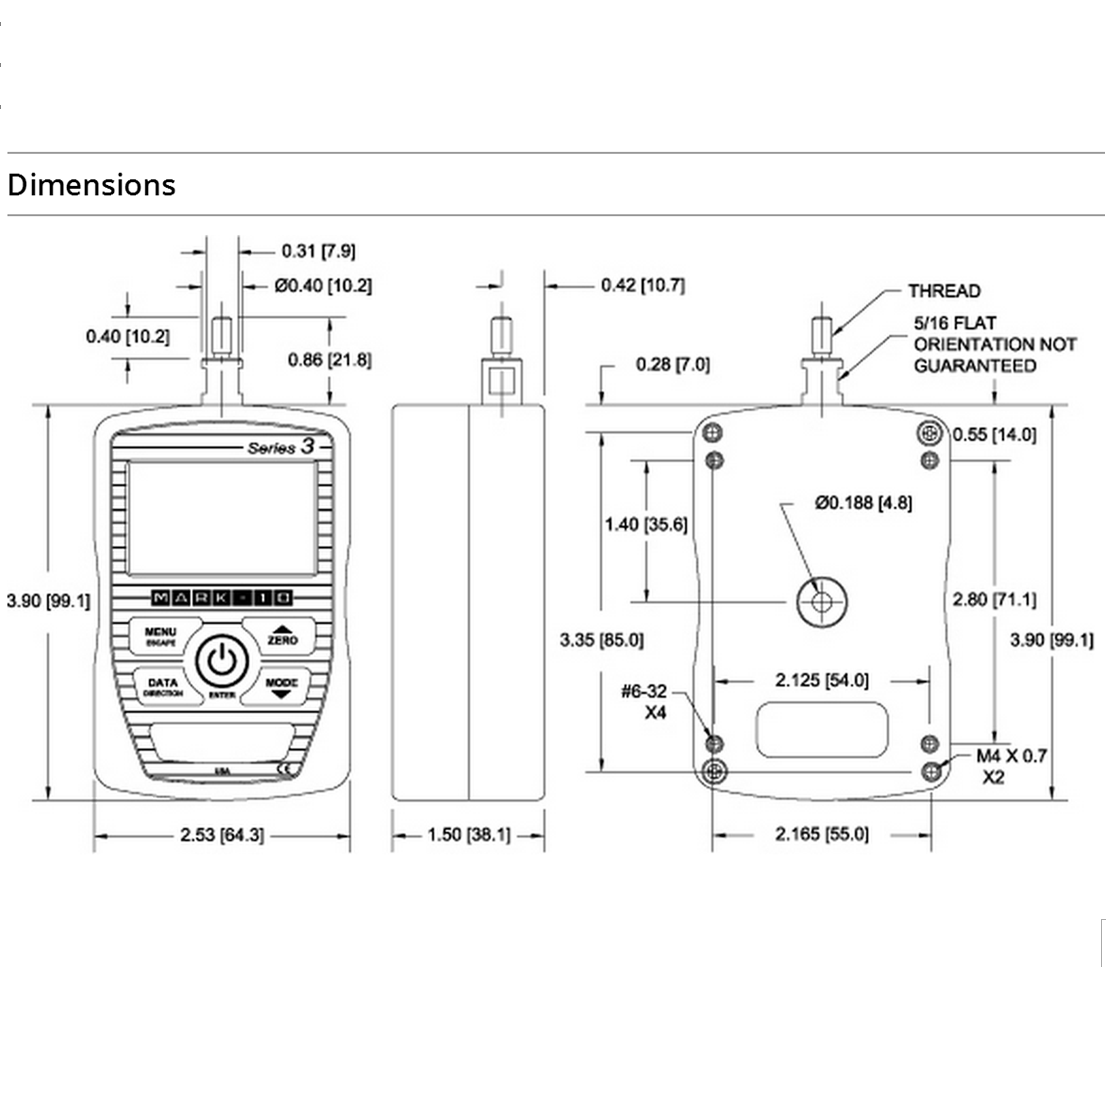 Dimensions
0.31 [7.9]
Ø0.40 [10.2]
0.40 [10.2]
0.86 [21.8]
3.90 [99.1]
Series 3
MARK-10
MENU
ESCAPE
ZERO
DATA
DIRECTION
MODE
ENTER
USA
CE
2.53 [64.3]
0.42 [10.7]
1.50 [38.1]
THREAD
5/16 FLAT
ORIENTATION NOT
GUARANTEED
0.28 [7.0]
0.55 [14.0]
Ø0.188 [4.8]
1.40 [35.6]
2.80 [71.1]
3.35 [85.0]
3.90 [99.1]
2.125 [54.0]
#6-32
X4
M4 X 0.7
X2
2.165 [55.0]